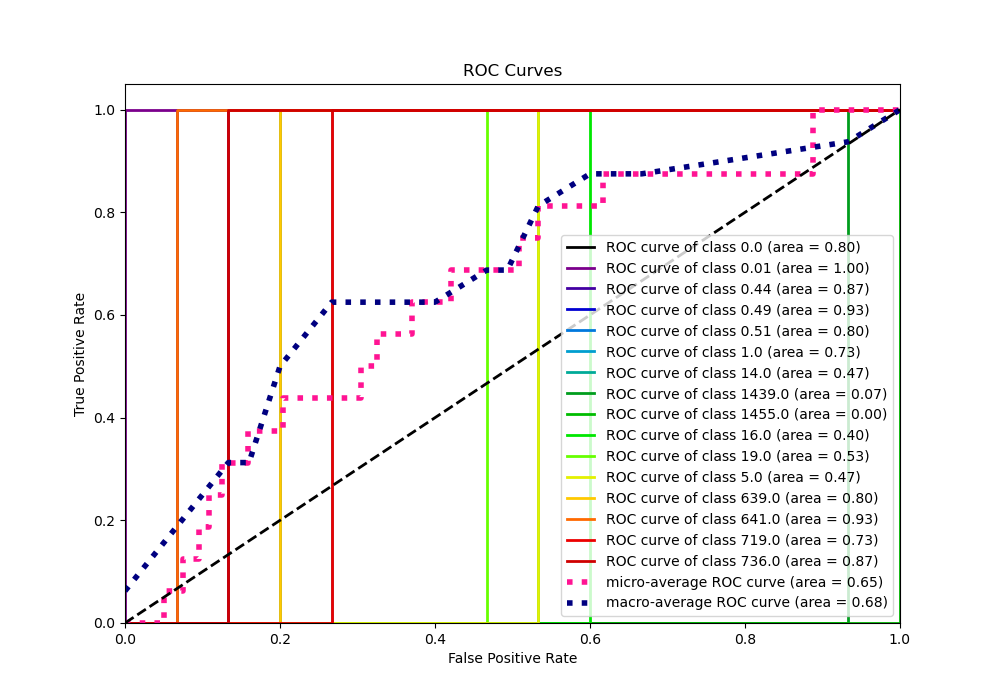 ROC Curves
1.0
0.8
0.6
0.4
0.2
0.0
True Positive Rate
0.0 0.2 0.4 0.6 0.8 1.0
False Positive Rate
ROC curve of class 0.0 (area = 0.80)
ROC curve of class 0.01 (area = 1.00)
ROC curve of class 0.44 (area = 0.87)
ROC curve of class 0.49 (area = 0.93)
ROC curve of class 0.51 (area = 0.80)
ROC curve of class 1.0 (area = 0.73)
ROC curve of class 14.0 (area = 0.47)
ROC curve of class 1439.0 (area = 0.07)
ROC curve of class 1455.0 (area = 0.00)
ROC curve of class 16.0 (area = 0.40)
ROC curve of class 19.0 (area = 0.53)
ROC curve of class 5.0 (area = 0.47)
ROC curve of class 639.0 (area = 0.80)
ROC curve of class 641.0 (area = 0.93)
ROC curve of class 719.0 (area = 0.73)
ROC curve of class 736.0 (area = 0.87)
micro-average ROC curve (area = 0.65)
macro-average ROC curve (area = 0.68)